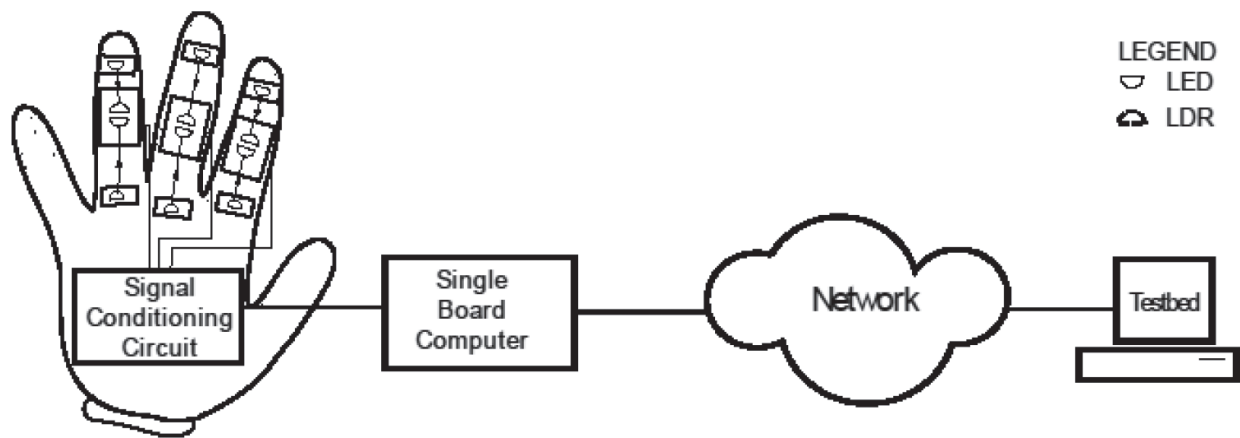 LEGEND
LED
LDR
Signal
Conditioning
Circuit
Single
Board
Computer
Network
Testbed